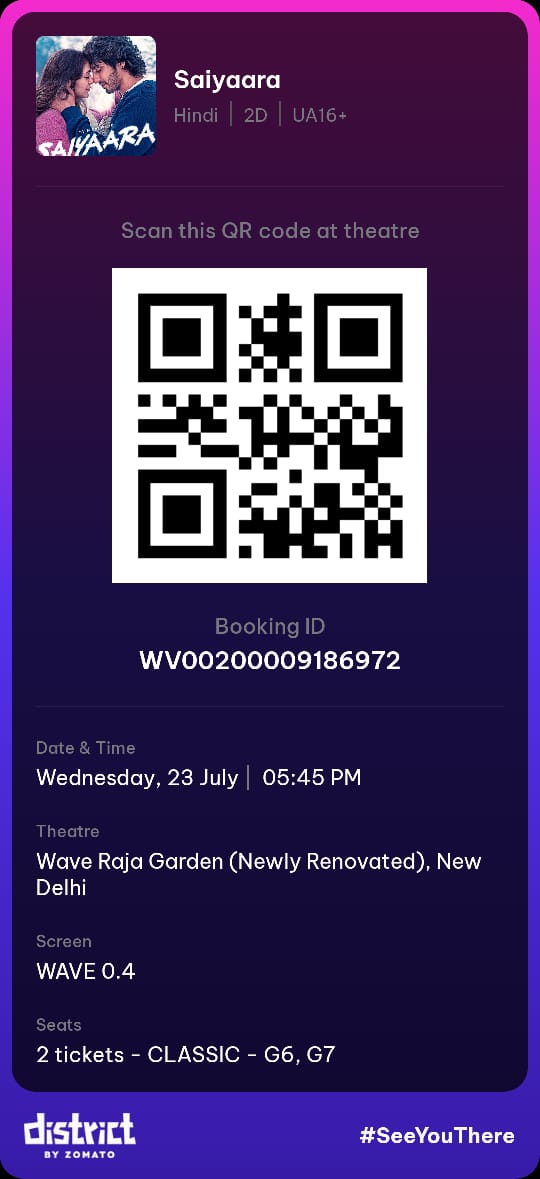 SAIYAARA
Saiyaara
Hindi | 2D | UA16+
Scan this QR code at theatre
Booking ID
WV00200009186972
Date & Time
Wednesday, 23 July | 05:45 PM
Theatre
Wave Raja Garden (Newly Renovated), New
Delhi
Screen
WAVE 0.4
Seats
2 tickets - CLASSIC - G6, G7
district
BY ZOMATO
#SeeYouThere